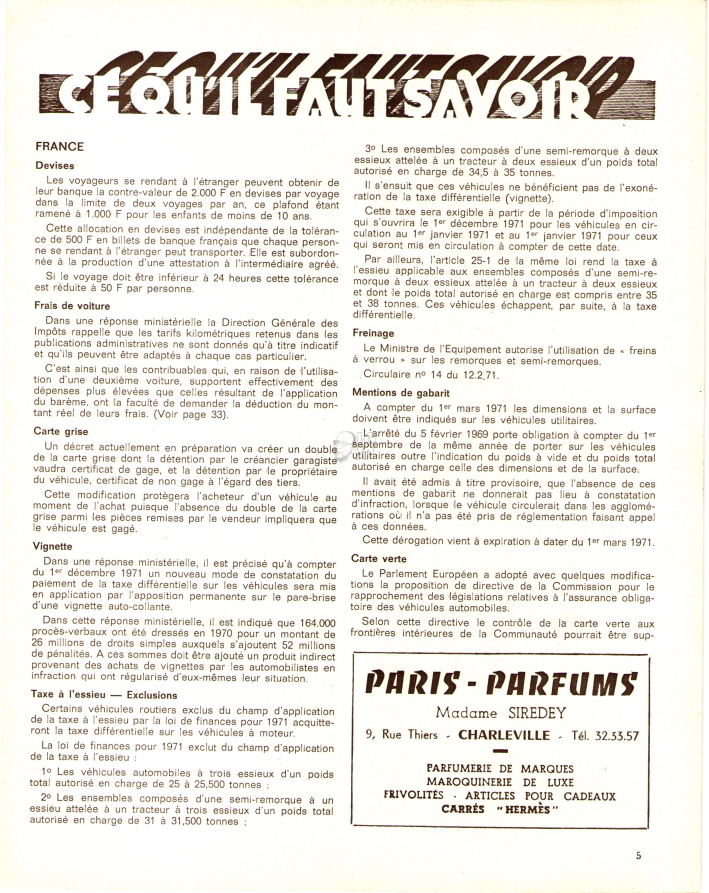 CE QU'IL FAUT SAVOIR
FRANCE
Devises
Les voyageurs se rendant à l'étranger peuvent obtenir de
leur banque la contre-valeur de 2.000 F en devises par voyage
dans la limite de deux voyages par an, ce plafond étant
ramené à 1.000 F pour les enfants de moins de 10 ans.
Cette allocation en devises est indépendante de la toléran-
ce de 500 F en billets de banque français que chaque person-
ne se rendant à l'étranger peut transporter. Elle est subordon-
née à la production d'une attestation à l'intermédiaire agréé.
Si le voyage doit être inférieur à 24 heures cette tolérance
est réduite à 50 F par personne.
Frais de voiture
Dans une réponse ministérielle la Direction Générale des
Impôts rappelle que les tarifs kilométriques retenus dans les
publications administratives ne sont donnés qu'à titre indicatif
et qu'ils peuvent être adaptés à chaque cas particulier.
C'est ainsi que les contribuables qui, en raison de l'utilisa-
tion d'une deuxième voiture, supportent effectivement des
dépenses plus élevées que celles résultant de l'application
du barème, ont la faculté de demander la déduction du mon-
tant réel de leurs frais. (Voir page 33).
Carte grise
Un décret actuellement en préparation va créer un double
de la carte grise dont la détention par le créancier garagiste
vaudra certificat de gage, et la détention par le propriétaire
du véhicule, certificat de non gage à l'égard des tiers.
Cette modification protègera l'acheteur d'un véhicule au
moment de l'achat puisque l'absence du double de la carte
grise parmi les pièces remises par le vendeur impliquera que
le véhicule est gagé.
Vignette
Dans une réponse ministérielle, il est précisé qu'à compter
du 1er décembre 1971 un nouveau mode de constatation du
paiement de la taxe différentielle sur les véhicules sera mis
en application par l'apposition permanente sur le pare-brise
d'une vignette auto-collante.
Dans cette réponse ministérielle, il est indiqué que 164.000
procès-verbaux ont été dressés en 1970 pour un montant de
26 millions de droits simples auxquels s'ajoutent 52 millions
de pénalités. A ces sommes doit être ajouté un produit indirect
provenant des achats de vignettes par les automobilistes en
infraction qui ont régularisé d'eux-mêmes leur situation.
Taxe à l'essieu — Exclusions
Certains véhicules routiers exclus du champ d'application
de la taxe à l'essieu par la loi de finances pour 1971 acquitte-
ront la taxe différentielle sur les véhicules à moteur.
La loi de finances pour 1971 exclut du champ d'application
de la taxe à l'essieu :
1º Les véhicules automobiles à trois essieux d'un poids
total autorisé en charge de 25 à 25,500 tonnes ;
2º Les ensembles composés d'une semi-remorque à un
essieu attelée à un tracteur à trois essieux d'un poids total
autorisé en charge de 31 à 31,500 tonnes ;
3º Les ensembles composés d'une semi-remorque à deux
essieux attelée à un tracteur à deux essieux d'un poids total
autorisé en charge de 34,5 à 35 tonnes.
Il s'ensuit que ces véhicules ne bénéficient pas de l'exoné-
ration de la taxe différentielle (vignette).
Cette taxe sera exigible à partir de la période d'imposition
qui s'ouvrira le 1er décembre 1971 pour les véhicules en cir-
culation au 1er janvier 1971 et au 1er janvier 1971 pour ceux
qui seront mis en circulation à compter de cette date.
Par ailleurs, l'article 25-1 de la même loi rend la taxe à
l'essieu applicable aux ensembles composés d'une semi-re-
morque à deux essieux attelée à un tracteur à deux essieux
et dont le poids total autorisé en charge est compris entre 35
et 38 tonnes. Ces véhicules échappent, par suite, à la taxe
différentielle.
Freinage
Le Ministre de l'Equipement autorise l'utilisation de « freins
à verrou » sur les remorques et semi-remorques.
Circulaire nº 14 du 12.2.71.
Mentions de gabarit
A compter du 1er mars 1971 les dimensions et la surface
doivent être indiqués sur les véhicules utilitaires.
L'arrêté du 5 février 1969 porte obligation à compter du 1er
septembre de la même année de porter sur les véhicules
utilitaires outre l'indication du poids à vide et du poids total
autorisé en charge celle des dimensions et de la surface.
Il avait été admis à titre provisoire, que l'absence de ces
mentions de gabarit ne donnerait pas lieu à constatation
d'infraction, lorsque le véhicule circulerait dans les agglomé-
rations où il n'a pas été pris de réglementation faisant appel
à ces données.
Cette dérogation vient à expiration à dater du 1er mars 1971.
Carte verte
Le Parlement Européen a adopté avec quelques modifica-
tions la proposition de directive de la Commission pour le
rapprochement des législations relatives à l'assurance obliga-
toire des véhicules automobiles.
Selon cette directive le contrôle de la carte verte aux
frontières intérieures de la Communauté pourrait être sup-
PARIS - PARFUMS
Madame SIREDEY
9, Rue Thiers - CHARLEVILLE - Tél. 32.33.57
PARFUMERIE DE MARQUES
MAROQUINERIE DE LUXE
FRIVOLITÉS - ARTICLES POUR CADEAUX
CARRÉS "HERMÈS"
5